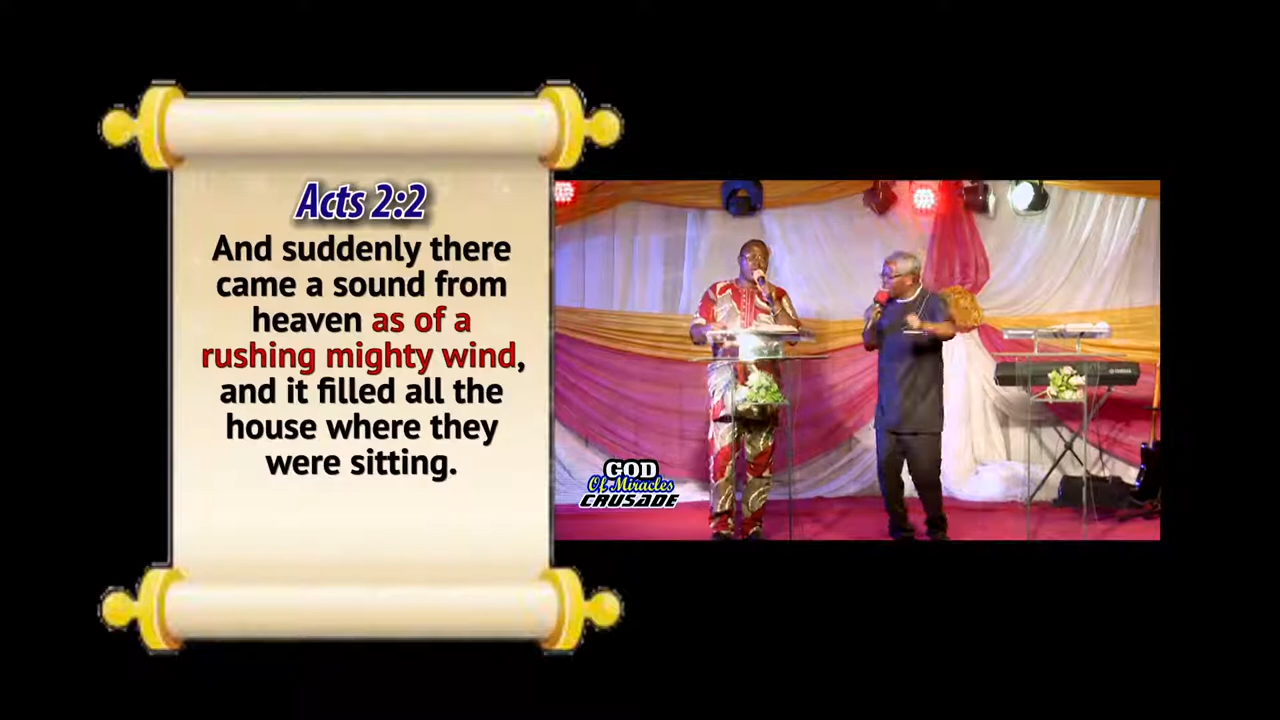 Acts 2:2
And suddenly there
came a sound from
heaven as of a
rushing mighty wind,
and it filled all the
house where they
were sitting.
GOD
Of Miracles
CRUSADE
YAMAHA